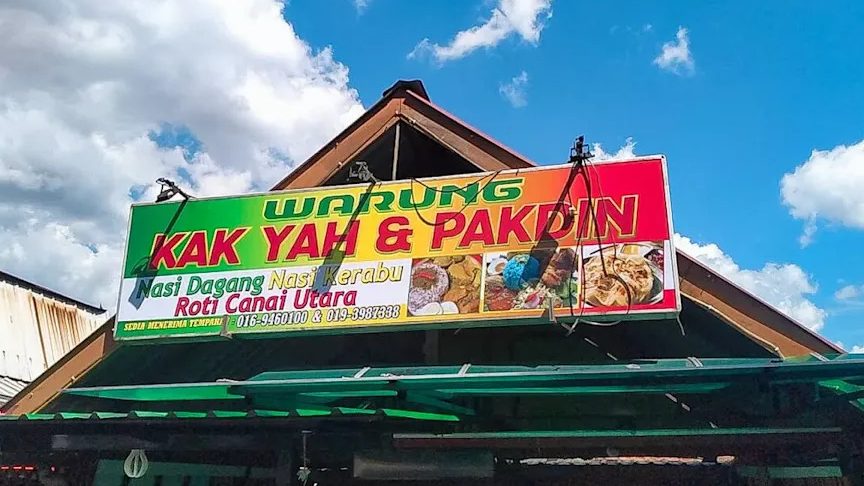 WARUNG
KAK YAH & PAKDIN
Nasi Dagang Nasi Kerabu
Roti Canai Utara
SEDIA MENERIMA TEMPAHAN : 016-9460100 & 019-3987338